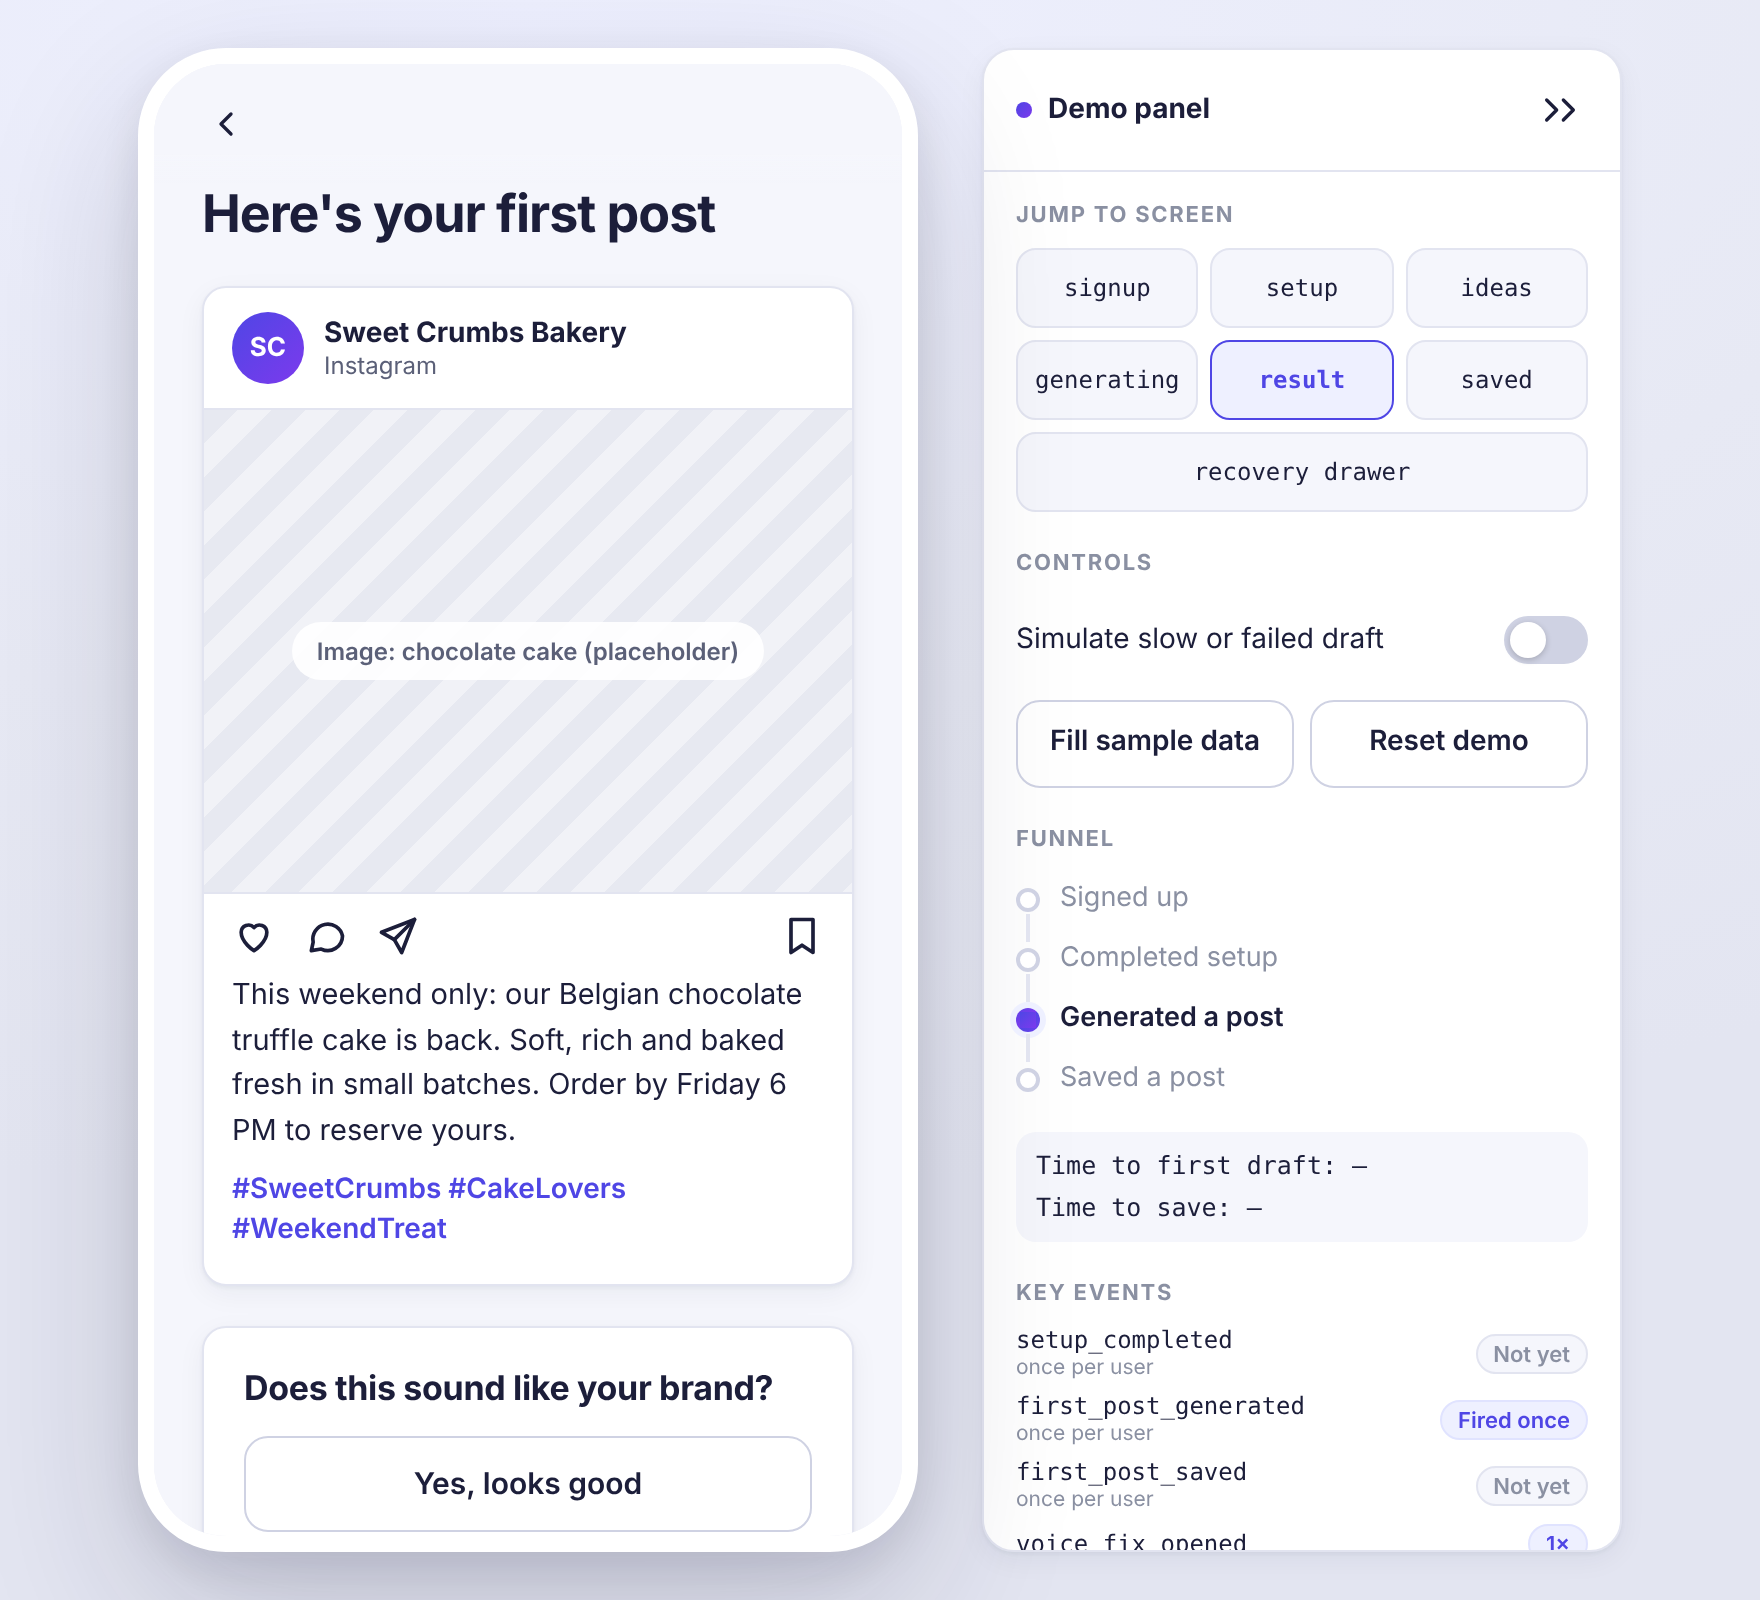 Here's your first post
SC
Sweet Crumbs Bakery
Instagram
Image: chocolate cake (placeholder)
This weekend only: our Belgian chocolate
truffle cake is back. Soft, rich and baked
fresh in small batches. Order by Friday 6
PM to reserve yours.
#SweetCrumbs #CakeLovers
#WeekendTreat
Does this sound like your brand?
Yes, looks good
Demo panel
JUMP TO SCREEN
signup setup ideas
generating result saved
recovery drawer
CONTROLS
Simulate slow or failed draft
Fill sample data Reset demo
FUNNEL
Signed up
Completed setup
Generated a post
Saved a post
Time to first draft: —
Time to save: —
KEY EVENTS
setup_completed Not yet
once per user
first_post_generated Fired once
once per user
first_post_saved Not yet
once per user
voice_fix_opened 1×